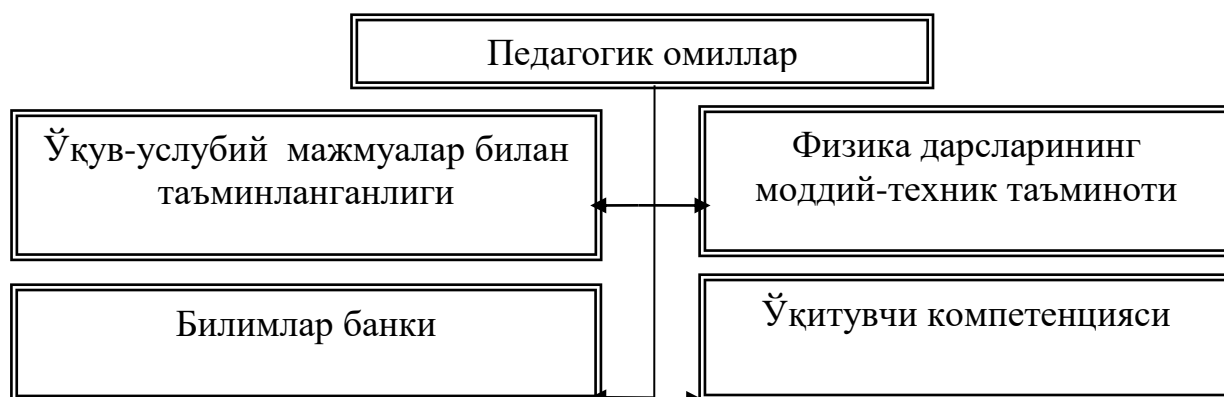 Педагогик омиллар
Ўқув-услубий мажмуалар билан
таъминланганлиги
Физика дарсларининг
моддий-техник таъминоти
Билимлар банки
Ўқитувчи компетенцияси